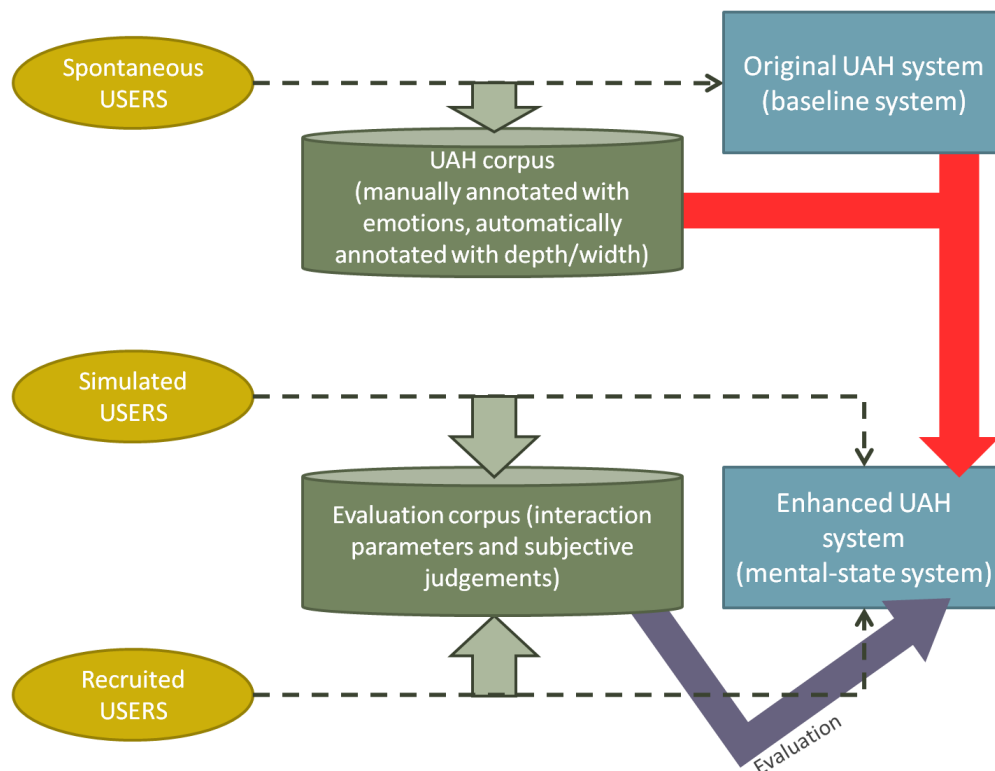 Spontaneous
USERS
Original UAH system
(baseline system)
UAH corpus
(manually annotated with
emotions, automatically
annotated with depth/width)
Simulated
USERS
Evaluation corpus (interaction
parameters and subjective
judgements)
Enhanced UAH
system
(mental-state system)
Recruited
USERS
Evaluation